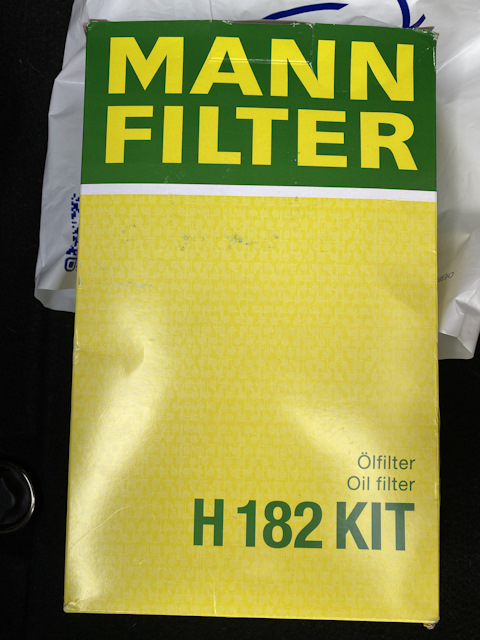 MANN
FILTER
Ölfilter
Oil filter
H 182 KIT